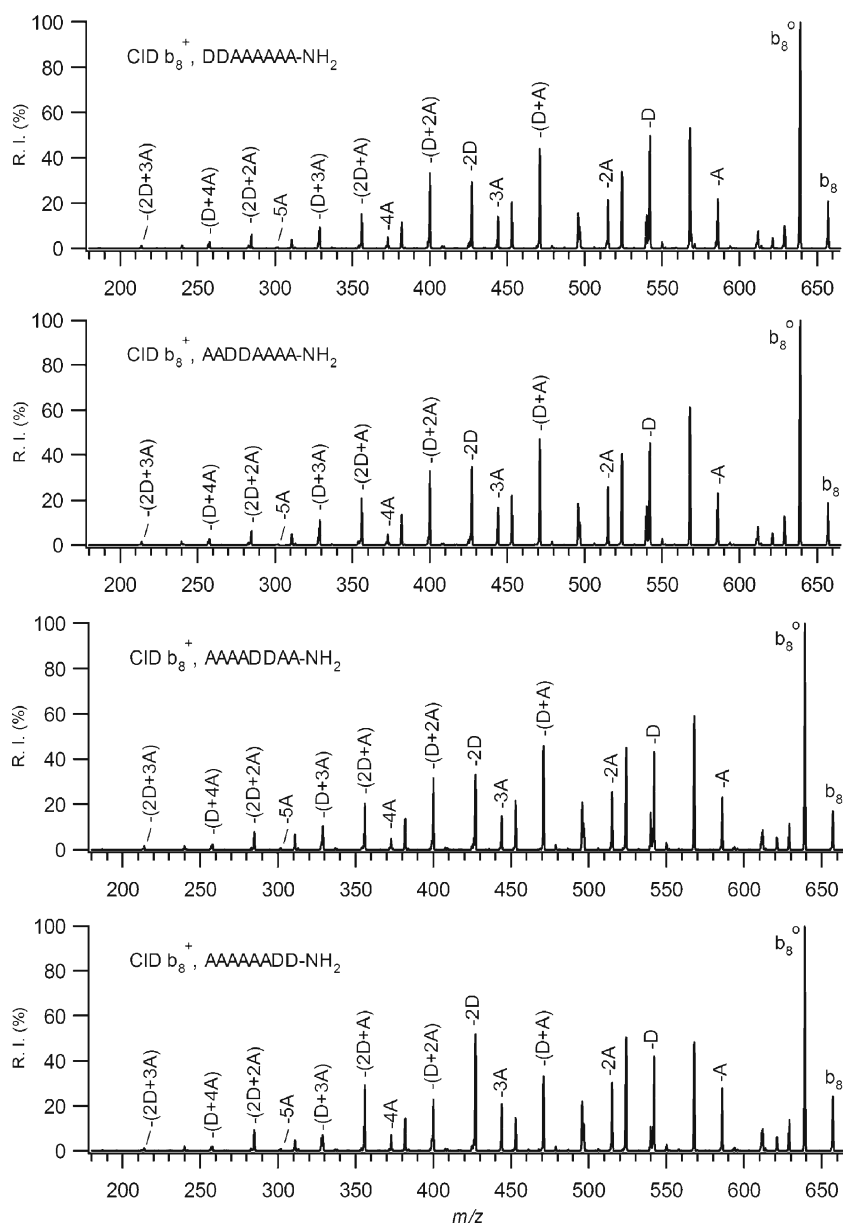 100
80
60
40
20
0
R. I. (%)
CID b8+, DDAAAAAA-NH2
-(2D+3A)
-(D+4A)
-(2D+2A)
-5A
-(D+3A)
-(2D+A)
-4A
-(D+2A)
-2D
-3A
-(D+A)
-2A
-D
-A
b8o
b8
200 250 300 350 400 450 500 550 600 650
100
80
60
40
20
0
R. I. (%)
CID b8+, AADDAAAA-NH2
-(2D+3A)
-(D+4A)
-(2D+2A)
-5A
-(D+3A)
-(2D+A)
-4A
-(D+2A)
-2D
-3A
-(D+A)
-2A
-D
-A
b8o
b8
200 250 300 350 400 450 500 550 600 650
100
80
60
40
20
0
R. I. (%)
CID b8+, AAAADDAA-NH2
-(2D+3A)
-(D+4A)
-(2D+2A)
-5A
-(D+3A)
-(2D+A)
-4A
-(D+2A)
-2D
-3A
-(D+A)
-2A
-D
-A
b8o
b8
200 250 300 350 400 450 500 550 600 650
100
80
60
40
20
0
R. I. (%)
CID b8+, AAAAAADD-NH2
-(2D+3A)
-(D+4A)
-(2D+2A)
-5A
-(D+3A)
-(2D+A)
-4A
-(D+2A)
-2D
-3A
-(D+A)
-2A
-D
-A
b8o
b8
200 250 300 350 400 450 500 550 600 650
m/z